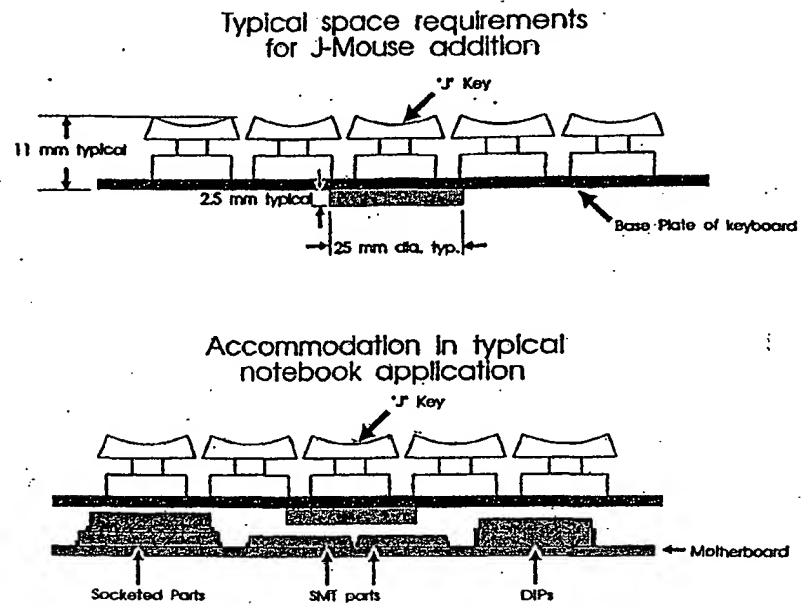 Typical space requirements
for J-Mouse addition
"J" Key
11 mm typical
2.5 mm typical
Base Plate of keyboard
25 mm dia. typ.
Accommodation in typical
notebook application
"J" Key
Motherboard
Socketed Parts
SMT parts
DIPs